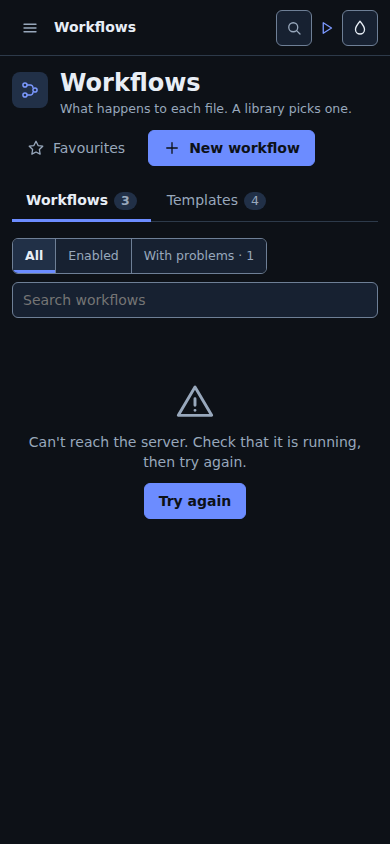 Workflows
Workflows
What happens to each file. A library picks one.
Favourites
New workflow
Workflows 3
Templates 4
All
Enabled
With problems · 1
Search workflows
Can't reach the server. Check that it is running,
then try again.
Try again